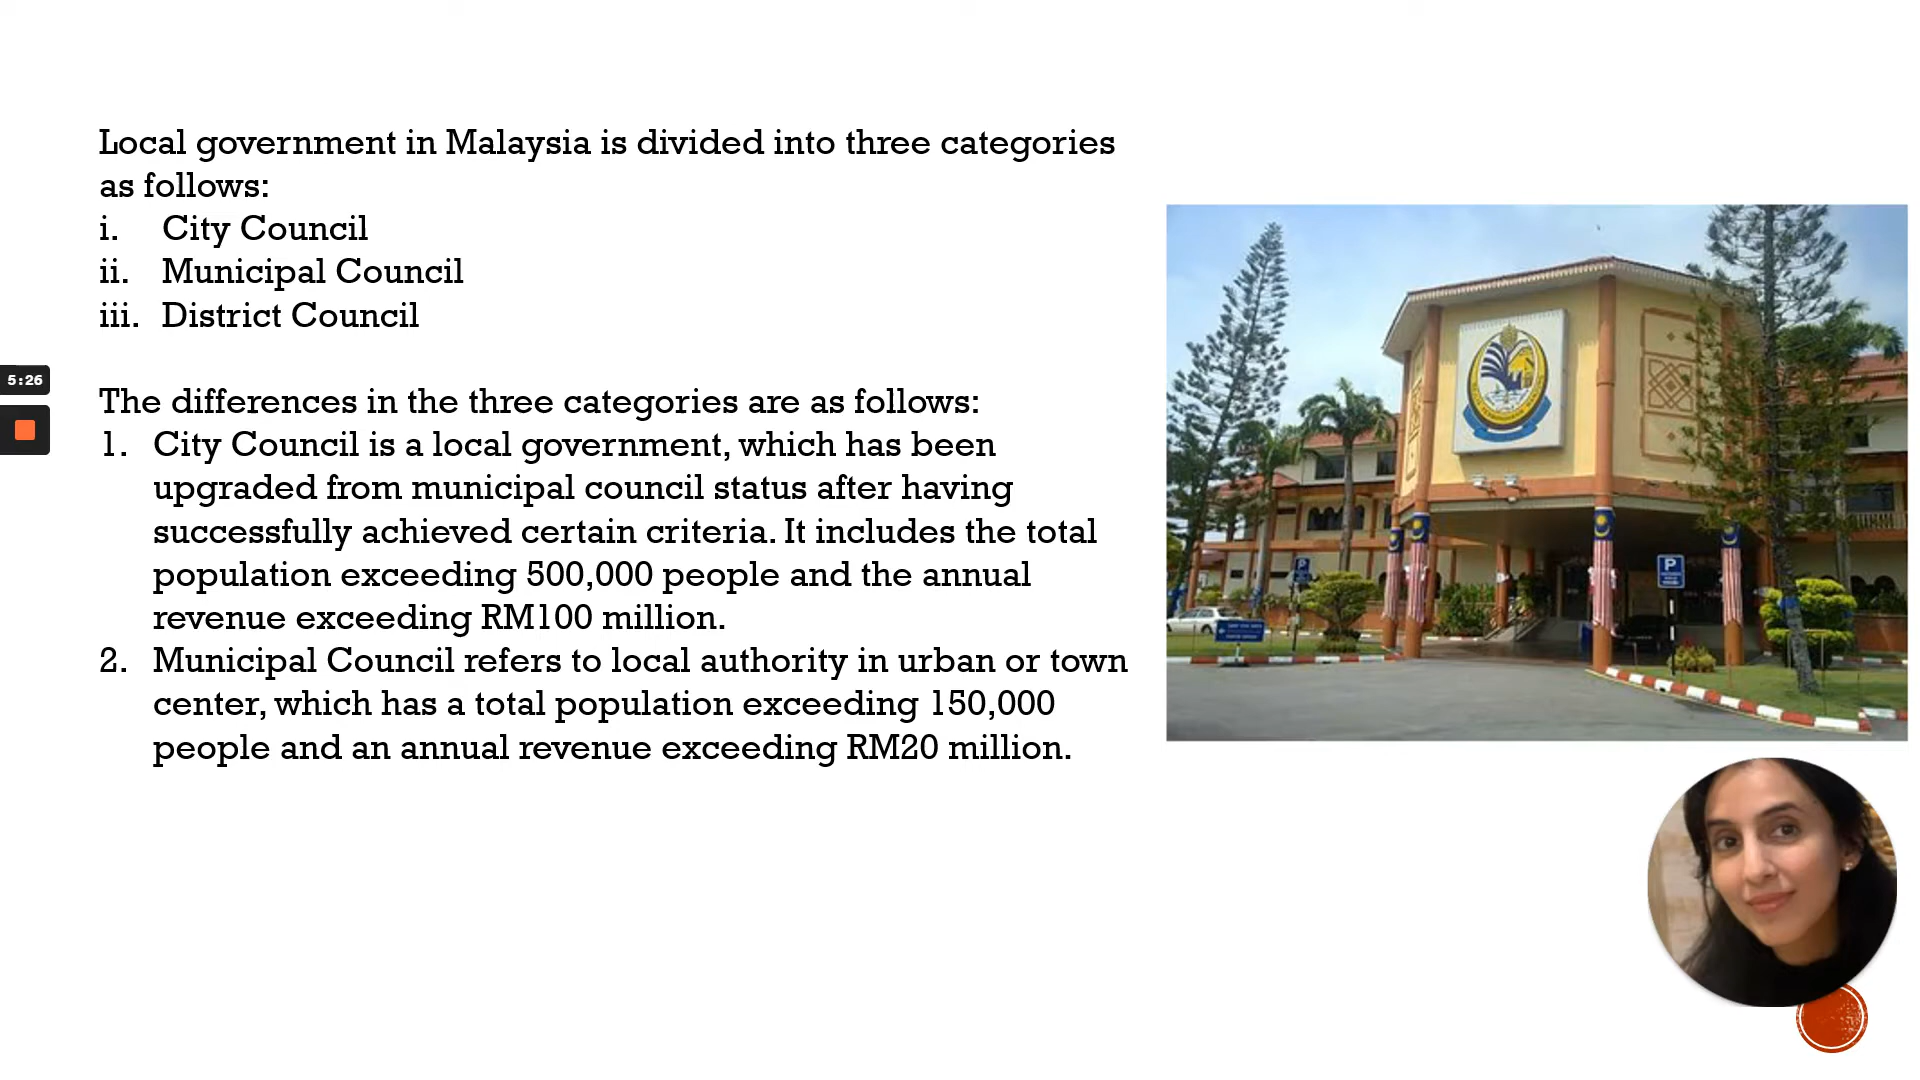 Local government in Malaysia is divided into three categories
as follows:
i. City Council
ii. Municipal Council
iii. District Council
The differences in the three categories are as follows:
1. City Council is a local government, which has been
upgraded from municipal council status after having
successfully achieved certain criteria. It includes the total
population exceeding 500,000 people and the annual
revenue exceeding RM100 million.
2. Municipal Council refers to local authority in urban or town
center, which has a total population exceeding 150,000
people and an annual revenue exceeding RM20 million.
5:26
P
P